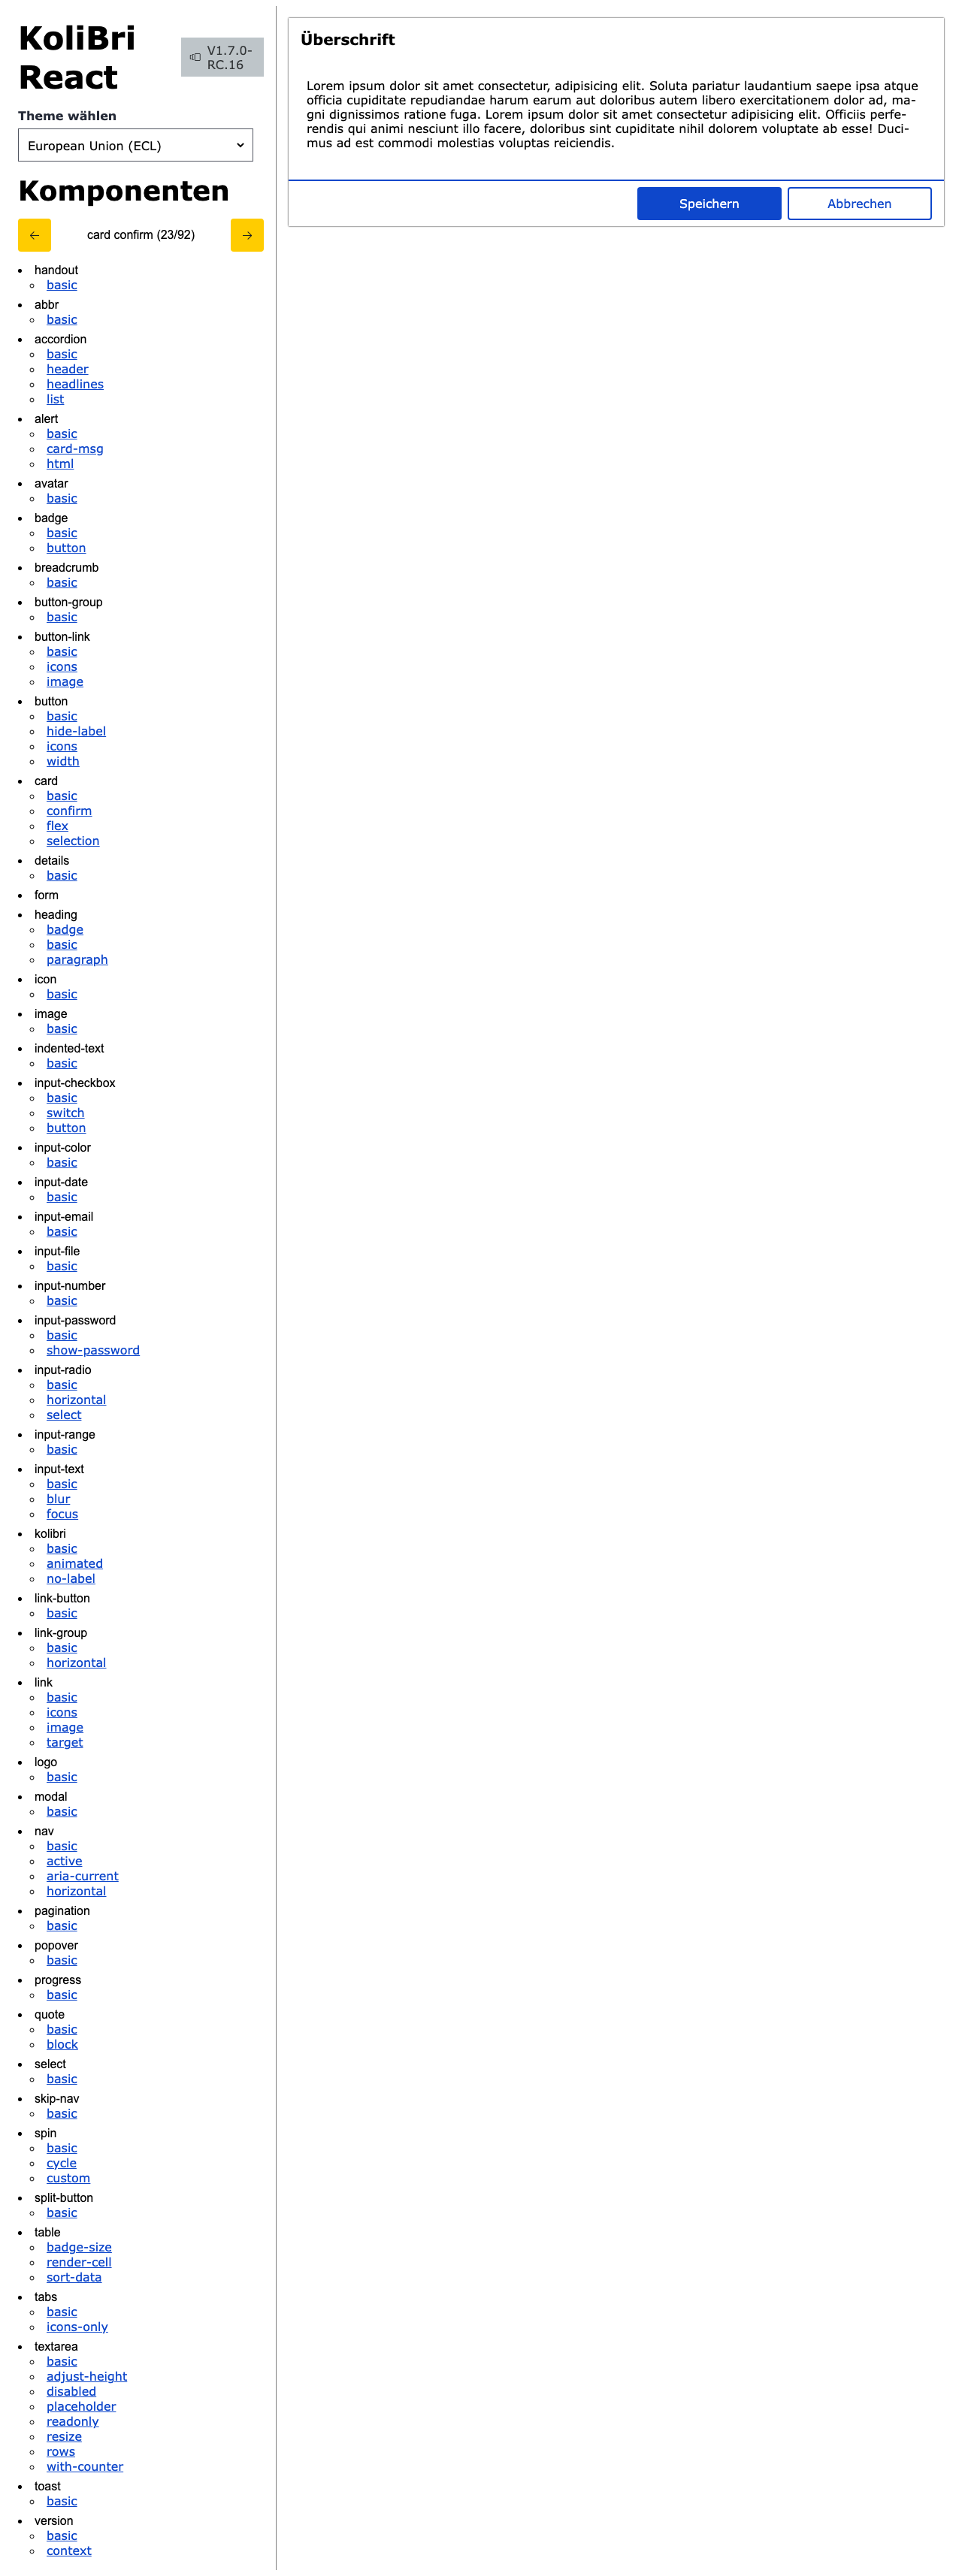 KoliBri
React
V1.7.0-
RC.16
Theme wählen
European Union (ECL)
Komponenten
card confirm (23/92)
handout
basic
abbr
basic
accordion
basic
header
headlines
list
alert
basic
card-msg
html
avatar
basic
badge
basic
button
breadcrumb
basic
button-group
basic
button-link
basic
icons
image
button
basic
hide-label
icons
width
card
basic
confirm
flex
selection
details
basic
form
heading
badge
basic
paragraph
icon
basic
image
basic
indented-text
basic
input-checkbox
basic
switch
button
input-color
basic
input-date
basic
input-email
basic
input-file
basic
input-number
basic
input-password
basic
show-password
input-radio
basic
horizontal
select
input-range
basic
input-text
basic
blur
focus
kolibri
basic
animated
no-label
link-button
basic
link-group
basic
horizontal
link
basic
icons
image
target
logo
basic
modal
basic
nav
basic
active
aria-current
horizontal
pagination
basic
popover
basic
progress
basic
quote
basic
block
select
basic
skip-nav
basic
spin
basic
cycle
custom
split-button
basic
table
badge-size
render-cell
sort-data
tabs
basic
icons-only
textarea
basic
adjust-height
disabled
placeholder
readonly
resize
rows
with-counter
toast
basic
version
basic
context
Überschrift
Lorem ipsum dolor sit amet consectetur, adipisicing elit. Soluta pariatur laudantium saepe ipsa atque
officia cupiditate repudiandae harum earum aut doloribus autem libero exercitationem dolor ad, ma-
gni dignissimos ratione fuga. Lorem ipsum dolor sit amet consectetur adipisicing elit. Officiis perfe-
rendis qui animi nesciunt illo facere, doloribus sint cupiditate nihil dolorem voluptate ab esse! Duci-
mus ad est commodi molestias voluptas reiciendis.
Speichern
Abbrechen